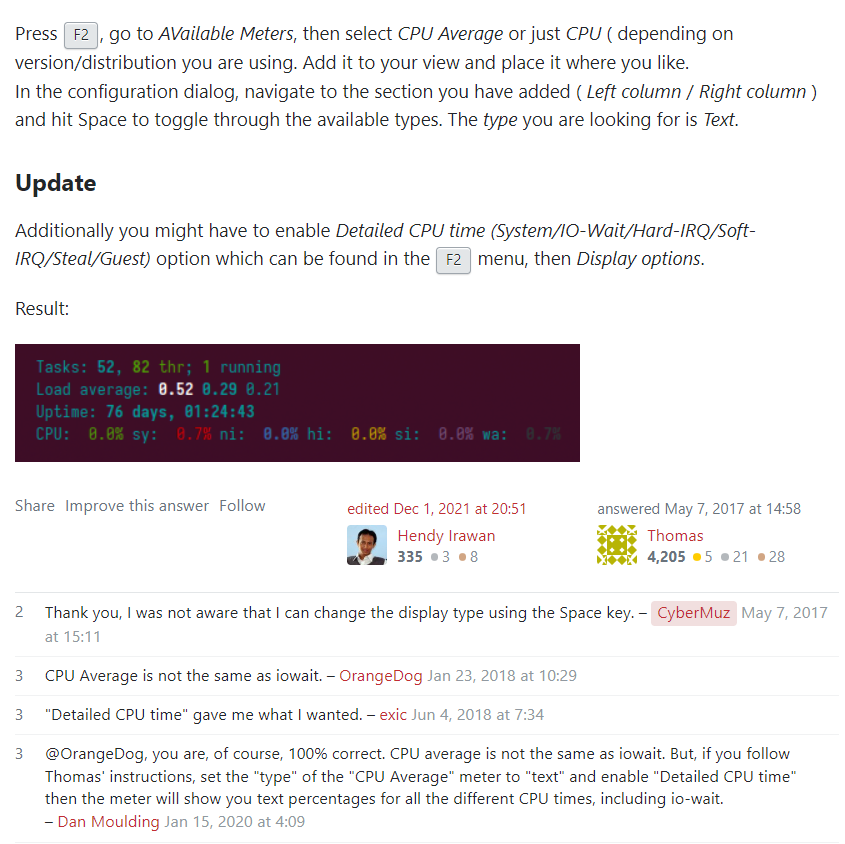 Press F2, go to AVailable Meters, then select CPU Average or just CPU ( depending on
version/distribution you are using. Add it to your view and place it where you like.
In the configuration dialog, navigate to the section you have added ( Left column / Right column )
and hit Space to toggle through the available types. The type you are looking for is Text.
Update
Additionally you might have to enable Detailed CPU time (System/IO-Wait/Hard-IRQ/Soft-
IRQ/Steal/Guest) option which can be found in the F2 menu, then Display options.
Result:
Tasks: 52, 82 thr; 1 running
Load average: 0.52 0.29 0.21
Uptime: 76 days, 01:24:43
CPU: 0.0% sy: 0.7% ni: 0.0% hi: 0.0% si: 0.0% wa: 0.7%
Share Improve this answer Follow
edited Dec 1, 2021 at 20:51
Hendy Irawan
335 3 8
answered May 7, 2017 at 14:58
Thomas
4,205 5 21 28
2 Thank you, I was not aware that I can change the display type using the Space key. – CyberMuz May 7, 2017
at 15:11
3 CPU Average is not the same as iowait. – OrangeDog Jan 23, 2018 at 10:29
3 "Detailed CPU time" gave me what I wanted. – exic Jun 4, 2018 at 7:34
3 @OrangeDog, you are, of course, 100% correct. CPU average is not the same as iowait. But, if you follow
Thomas' instructions, set the "type" of the "CPU Average" meter to "text" and enable "Detailed CPU time"
then the meter will show you text percentages for all the different CPU times, including io-wait.
– Dan Moulding Jan 15, 2020 at 4:09